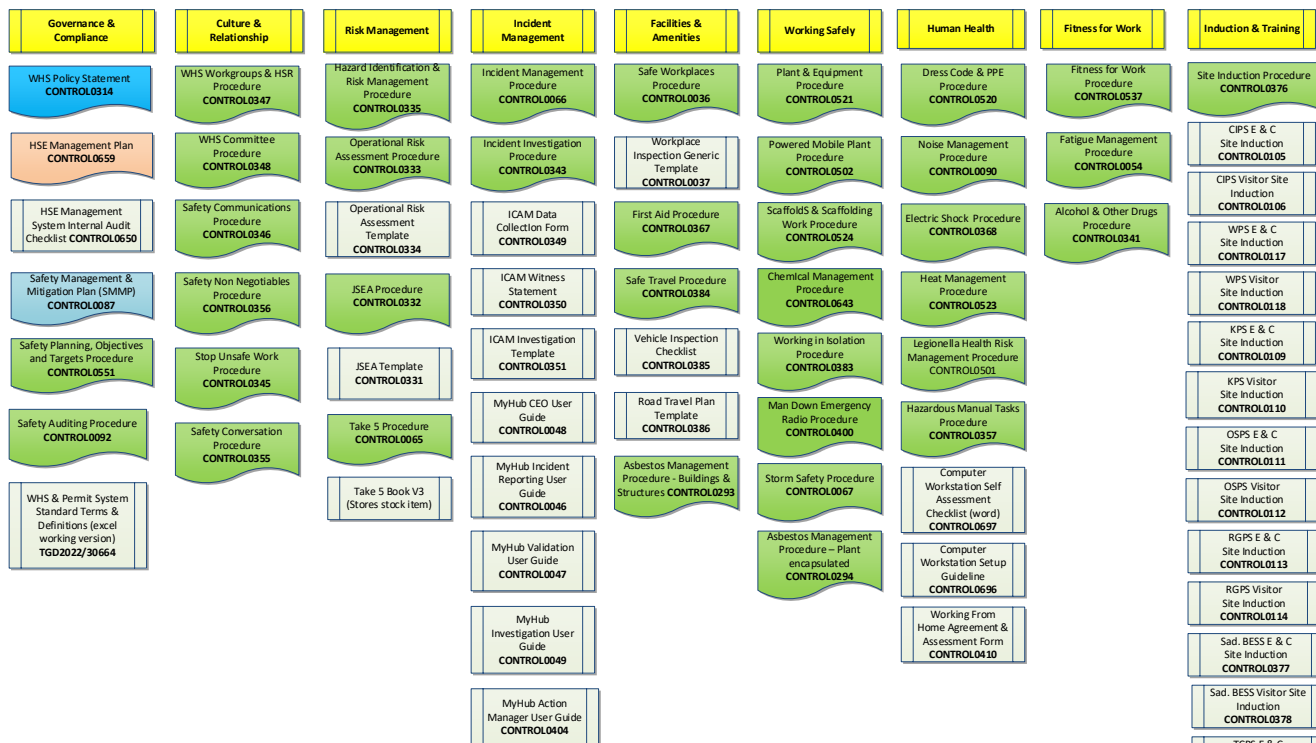 Governance &
Compliance
WHS Policy Statement
CONTROL0314
HSE Management Plan
CONTROL0659
HSE Management
System Internal Audit
Checklist CONTROL0650
Safety Management &
Mitigation Plan (SMMP)
CONTROL0087
Safety Planning, Objectives
and Targets Procedure
CONTROL0551
Safety Auditing Procedure
CONTROL0092
WHS & Permit System
Standard Terms &
Definitions (excel
working version)
TGD2022/30664
Culture &
Relationship
WHS Workgroups & HSR
Procedure
CONTROL0347
WHS Committee
Procedure
CONTROL0348
Safety Communications
Procedure
CONTROL0346
Safety Non Negotiables
Procedure
CONTROL0356
Stop Unsafe Work
Procedure
CONTROL0345
Safety Conversation
Procedure
CONTROL0355
Risk Management
Hazard Identification &
Risk Management
Procedure
CONTROL0335
Operational Risk
Assessment Procedure
CONTROL0333
Operational Risk
Assessment
Template
CONTROL0334
JSEA Procedure
CONTROL0332
JSEA Template
CONTROL0331
Take 5 Procedure
CONTROL0065
Take 5 Book V3
(Stores stock item)
Incident
Management
Incident Management
Procedure
CONTROL0066
Incident Investigation
Procedure
CONTROL0343
ICAM Data
Collection Form
CONTROL0349
ICAM Witness
Statement
CONTROL0350
ICAM Investigation
Template
CONTROL0351
MyHub CEO User
Guide
CONTROL0048
MyHub Incident
Reporting User
Guide
CONTROL0046
MyHub Validation
User Guide
CONTROL0047
MyHub
Investigation User
Guide
CONTROL0049
MyHub Action
Manager User Guide
CONTROL0404
Facilities &
Amenities
Safe Workplaces
Procedure
CONTROL0036
Workplace
Inspection Generic
Template
CONTROL0037
First Aid Procedure
CONTROL0367
Safe Travel Procedure
CONTROL0384
Vehicle Inspection
Checklist
CONTROL0385
Road Travel Plan
Template
CONTROL0386
Asbestos Management
Procedure - Buildings &
Structures CONTROL0293
Working Safely
Plant & Equipment
Procedure
CONTROL0521
Powered Mobile Plant
Procedure
CONTROL0502
ScaffoldS & Scaffolding
Work Procedure
CONTROL0524
Chemical Management
Procedure
CONTROL0643
Working in Isolation
Procedure
CONTROL0383
Man Down Emergency
Radio Procedure
CONTROL0400
Storm Safety Procedure
CONTROL0067
Asbestos Management
Procedure – Plant
encapsulated
CONTROL0294
Human Health
Dress Code & PPE
Procedure
CONTROL0520
Noise Management
Procedure
CONTROL0090
Electric Shock Procedure
CONTROL0368
Heat Management
Procedure
CONTROL0523
Legionella Health Risk
Management Procedure
CONTROL0501
Hazardous Manual Tasks
Procedure
CONTROL0357
Computer
Workstation Self
Assessment
Checklist (word)
CONTROL0697
Computer
Workstation Setup
Guideline
CONTROL0696
Working From
Home Agreement &
Assessment Form
CONTROL0410
Fitness for Work
Fitness for Work
Procedure
CONTROL0537
Fatigue Management
Procedure
CONTROL0054
Alcohol & Other Drugs
Procedure
CONTROL0341
Induction & Training
Site Induction Procedure
CONTROL0376
CIPS E & C
Site Induction
CONTROL0105
CIPS Visitor Site
Induction
CONTROL0106
WPS E & C
Site Induction
CONTROL0117
WPS Visitor
Site Induction
CONTROL0118
KPS E & C
Site Induction
CONTROL0109
KPS Visitor
Site Induction
CONTROL0110
OSPS E & C
Site Induction
CONTROL0111
OSPS Visitor
Site Induction
CONTROL0112
RGPS E & C
Site Induction
CONTROL0113
RGPS Visitor
Site Induction
CONTROL0114
Sad. BESS E & C
Site Induction
CONTROL0377
Sad. BESS Visitor Site
Induction
CONTROL0378